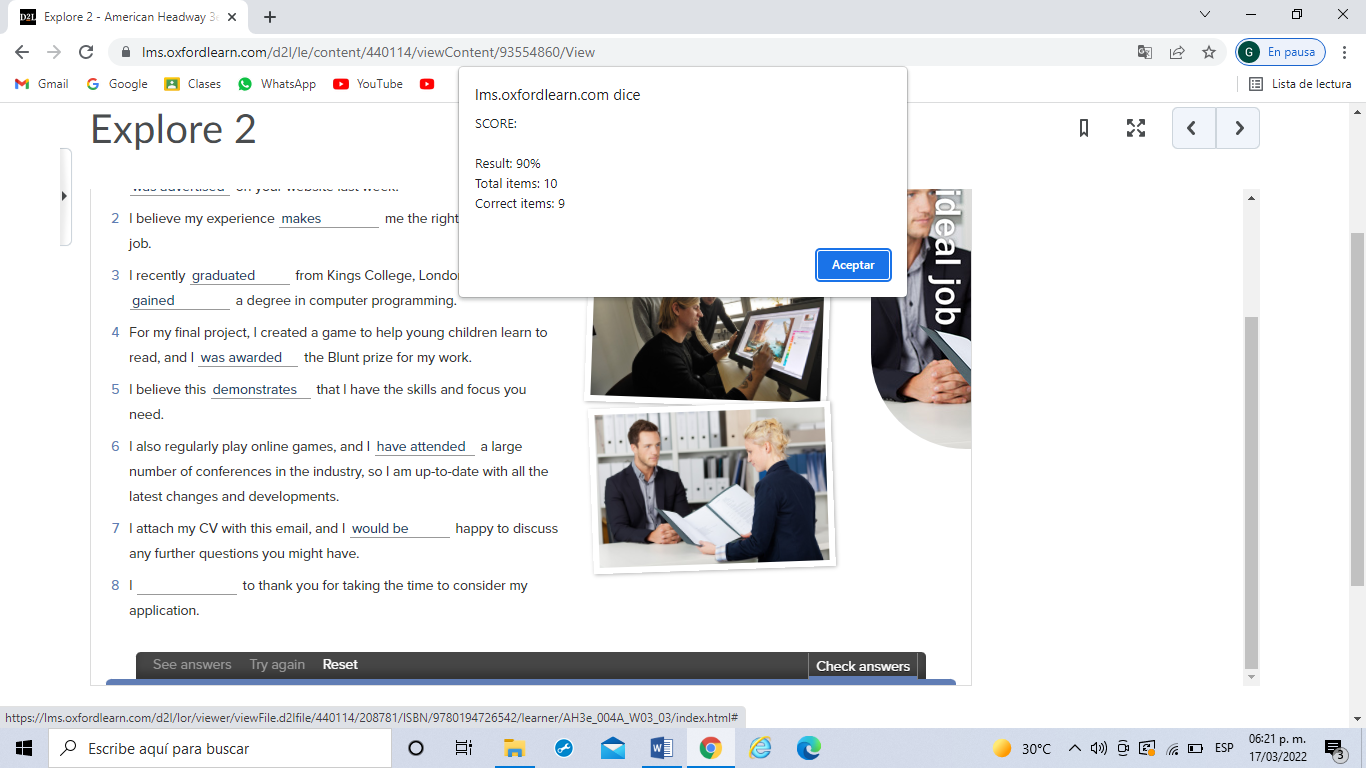 D2L Explore 2 - American Headway 3
lms.oxfordlearn.com/d2l/le/content/440114/viewContent/93554860/View
G En pausa
Gmail Google Clases WhatsApp YouTube Lista de lectura
lms.oxfordlearn.com dice
SCORE:
Result: 90%
Total items: 10
Correct items: 9
Aceptar
Explore 2
was advertised on your website last week.
2 I believe my experience makes me the right
job.
3 I recently graduated from Kings College, London
gained a degree in computer programming.
4 For my final project, I created a game to help young children learn to
read, and I was awarded the Blunt prize for my work.
5 I believe this demonstrates that I have the skills and focus you
need.
6 I also regularly play online games, and I have attended a large
number of conferences in the industry, so I am up-to-date with all the
latest changes and developments.
7 I attach my CV with this email, and I would be happy to discuss
any further questions you might have.
8 I to thank you for taking the time to consider my
application.
ideal job
See answers Try again Reset Check answers
https://lms.oxfordlearn.com/d2l/lor/viewer/viewFile.d2lfile/440114/208781/ISBN/9780194726542/learner/AH3e_004A_W03_03/index.html#
Escribe aquí para buscar
30°C ESP 06:21 p. m.
17/03/2022 3